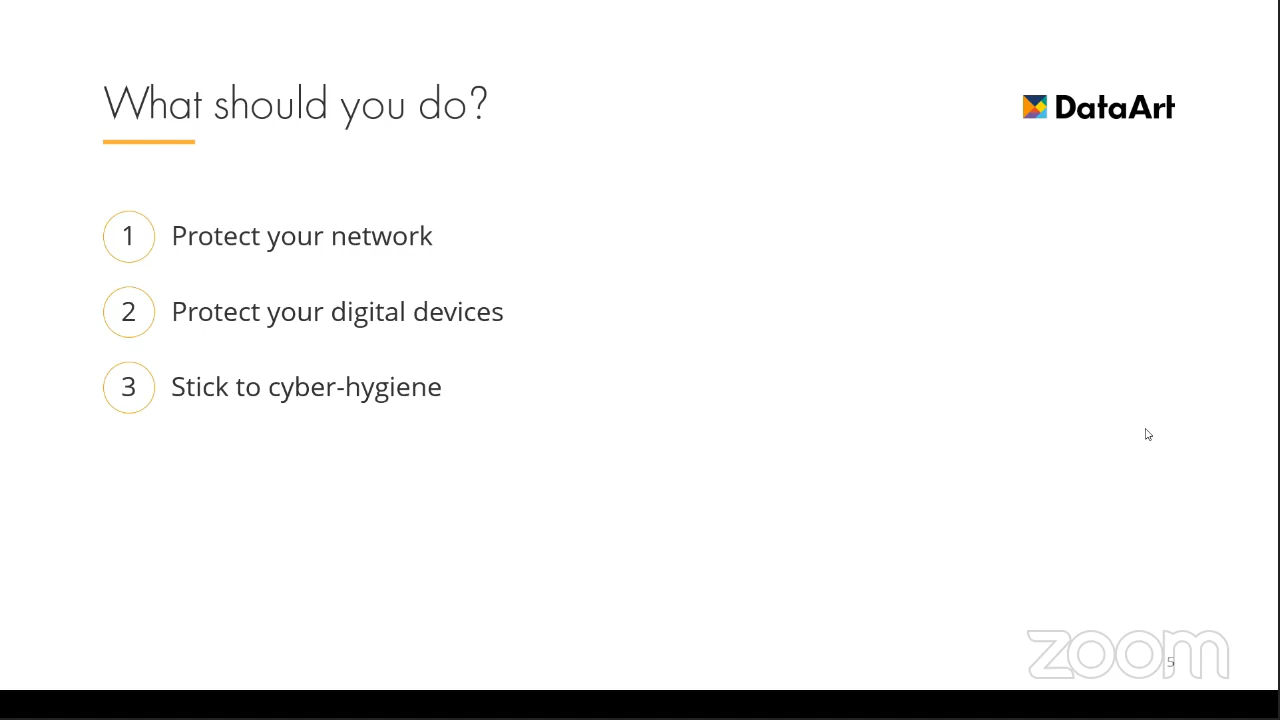 What should you do?
DataArt
1 Protect your network
2 Protect your digital devices
3 Stick to cyber-hygiene
zoom
5